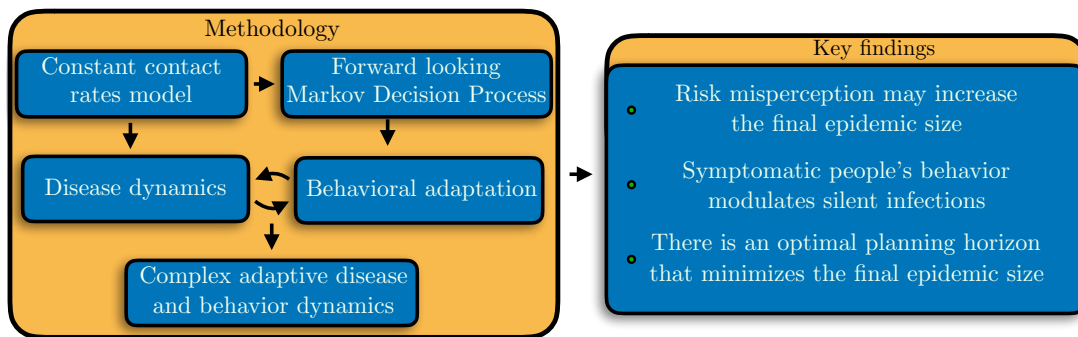 Methodology
Constant contact
rates model
Forward looking
Markov Decision Process
Disease dynamics
Behavioral adaptation
Complex adaptive disease
and behavior dynamics
Key findings
Risk misperception may increase
the final epidemic size
Symptomatic people's behavior
modulates silent infections
There is an optimal planning horizon
that minimizes the final epidemic size